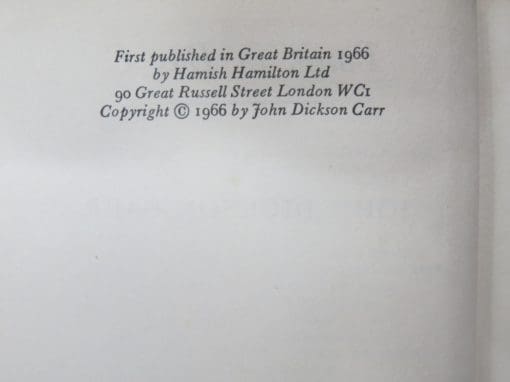 First published in Great Britain 1966
by Hamish Hamilton Ltd
90 Great Russell Street London WC1
Copyright © 1966 by John Dickson Carr